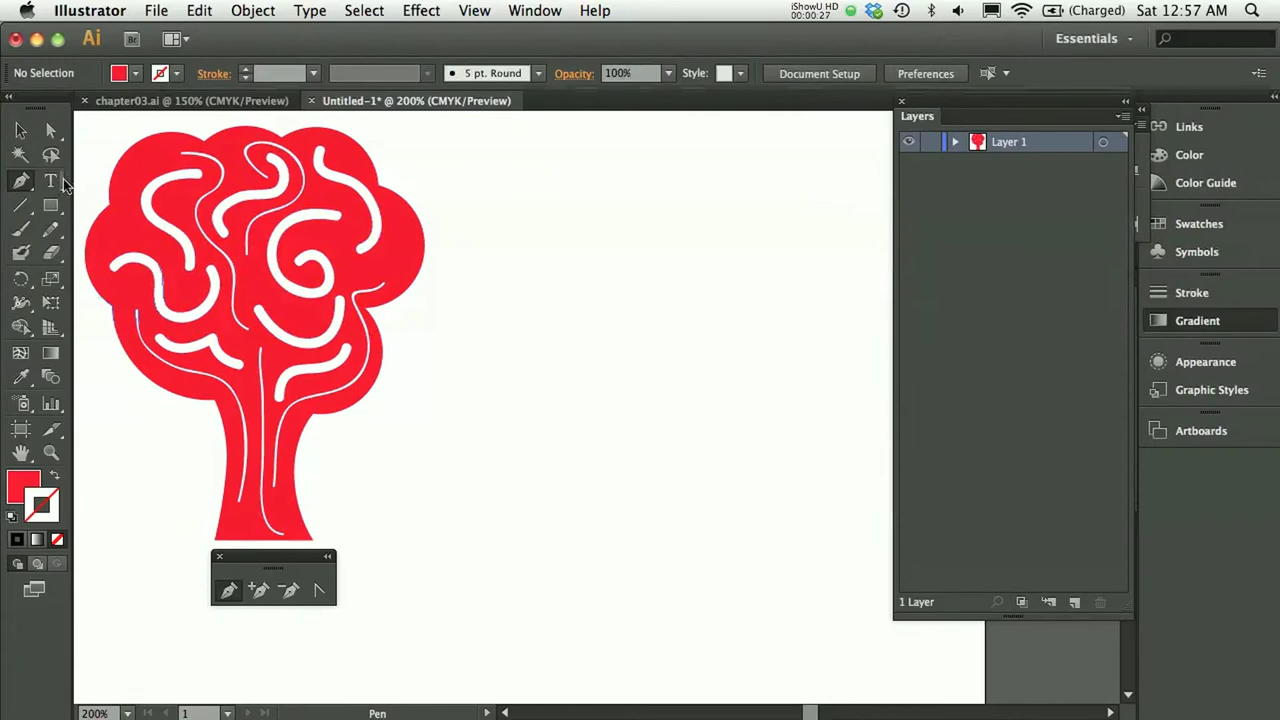 Illustrator File Edit Object Type Select Effect View Window Help iShowU HD 00:00:27 (Charged) Sat 12:57 AM
Ai Br Essentials
No Selection Stroke: 5 pt. Round Opacity: 100% Style: Document Setup Preferences
chapter03.ai @ 150% (CMYK/Preview) Untitled-1* @ 200% (CMYK/Preview)
Layers
Layer 1
1 Layer
T
Links
Color
Color Guide
Swatches
Symbols
Stroke
Gradient
Appearance
Graphic Styles
Artboards
200% 1 Pen